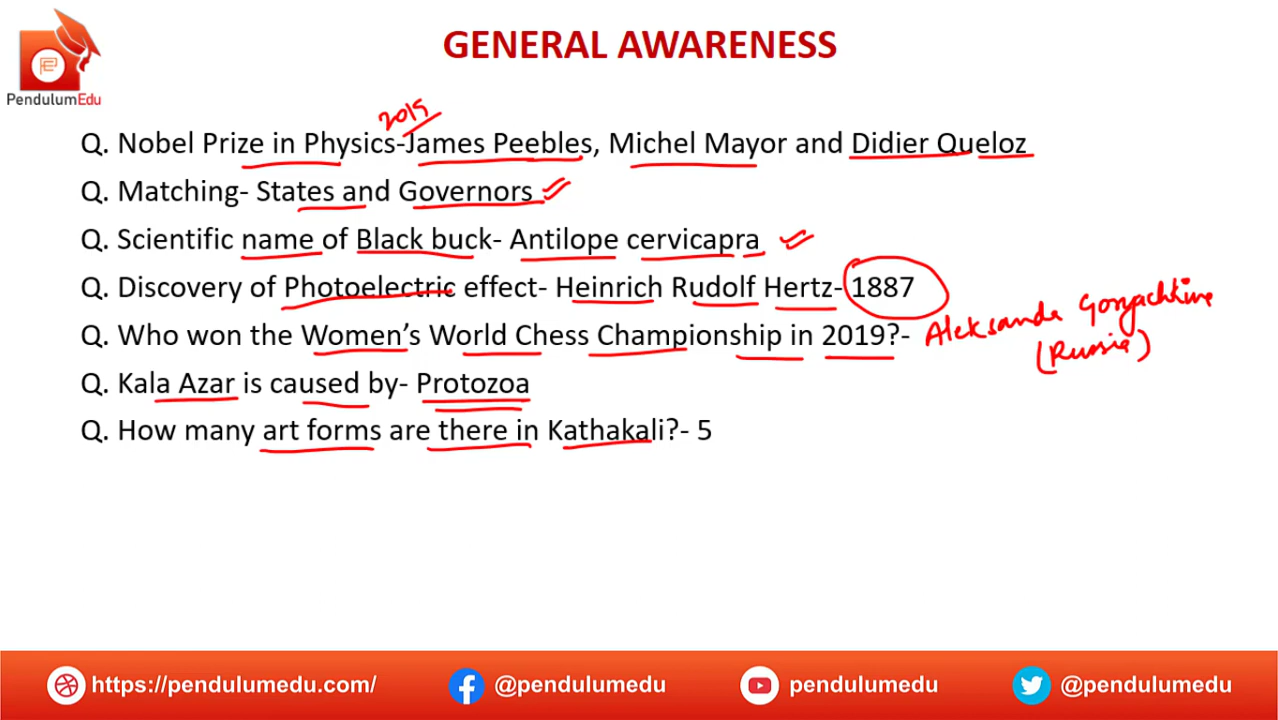 GENERAL AWARENESS
PendulumEdu
2019
Q. Nobel Prize in Physics-James Peebles, Michel Mayor and Didier Queloz
Q. Matching- States and Governors
Q. Scientific name of Black buck- Antilope cervicapra
Q. Discovery of Photoelectric effect- Heinrich Rudolf Hertz- 1887
Q. Who won the Women's World Chess Championship in 2019?- Aleksanda Goryachkine
(Russia)
Q. Kala Azar is caused by- Protozoa
Q. How many art forms are there in Kathakali?- 5
https://pendulumedu.com/ @pendulumedu pendulumedu @pendulumedu